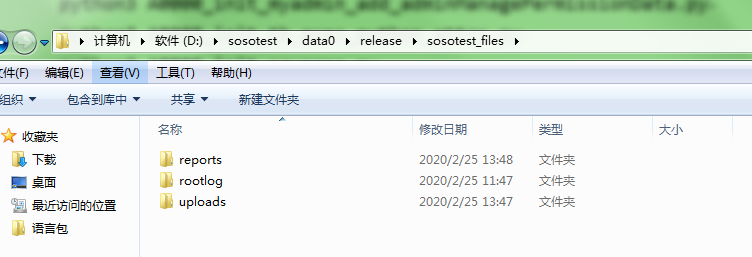 python3 A0000_init_myadmin_add_adminManagePermissionData.py
计算机 ▸ 软件 (D:) ▸ sosotest ▸ data0 ▸ release ▸ sosotest_files ▸
文件(F) 编辑(E) 查看(V) 工具(T) 帮助(H)
组织 包含到库中 共享 新建文件夹
名称 修改日期 类型 大小
收藏夹
下载
桌面
最近访问的位置
语言包
reports 2020/2/25 13:48 文件夹
rootlog 2020/2/25 11:47 文件夹
uploads 2020/2/25 13:47 文件夹